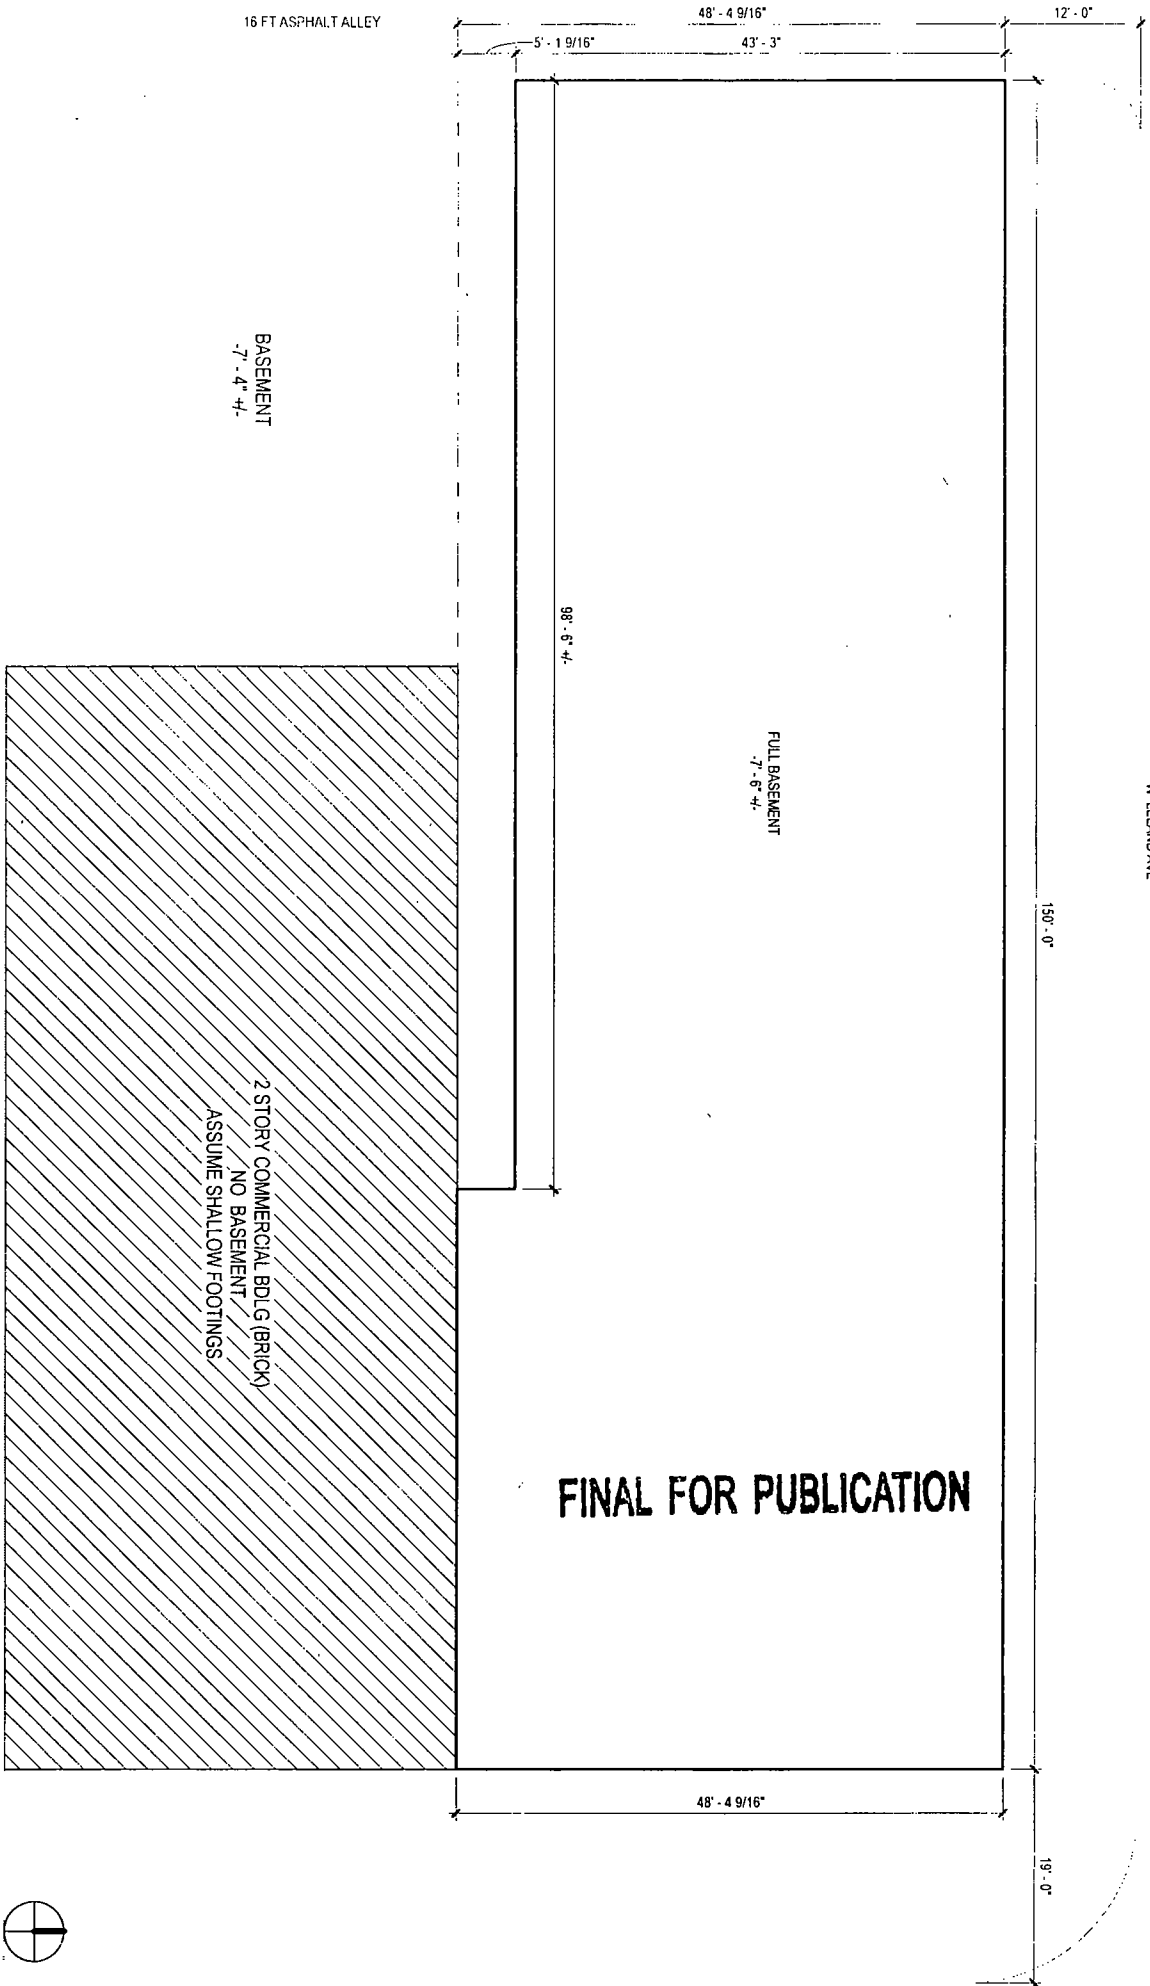 16 FT ASPHALT ALLEY
48' - 4 9/16"
12' - 0"
5' - 1 9/16"
43' - 3"
BASEMENT
-7' - 4" +/-
98' - 6" +/-
FULL BASEMENT
-7' - 6" +/-
150' - 0"
2 STORY COMMERCIAL BDLG (BRICK)
NO BASEMENT
ASSUME SHALLOW FOOTINGS
FINAL FOR PUBLICATION
48' - 4 9/16"
19' - 0"